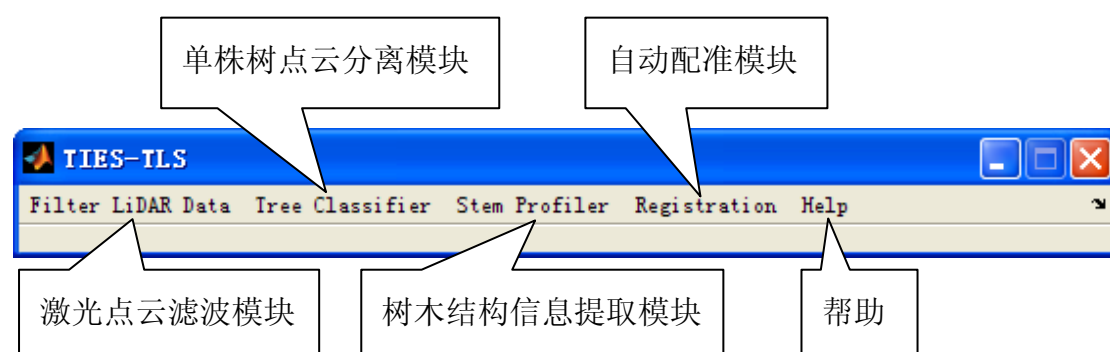 单株树点云分离模块
自动配准模块
TIES-TLS
Filter LiDAR Data Tree Classifier Stem Profiler Registration Help
激光点云滤波模块
树木结构信息提取模块
帮助